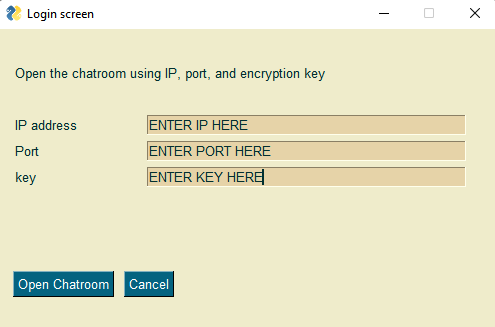 Login screen
Open the chatroom using IP, port, and encryption key
IP address ENTER IP HERE
Port ENTER PORT HERE
key ENTER KEY HERE
Open Chatroom Cancel